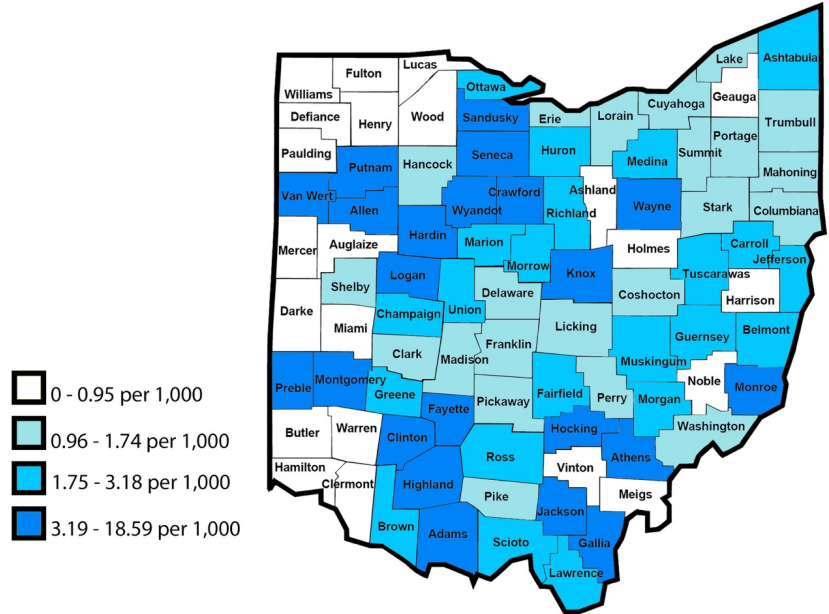 Lucas
Fulton
Williams
Ottawa
Lake
Ashtabula
Geauga
Defiance
Henry
Wood
Sandusky
Erie
Lorain
Cuyahoga
Trumbull
Paulding
Putnam
Hancock
Seneca
Huron
Medina
Summit
Portage
Mahoning
Van Wert
Allen
Wyandot
Crawford
Richland
Ashland
Wayne
Stark
Columbiana
Mercer
Auglaize
Hardin
Marion
Morrow
Holmes
Carroll
Jefferson
Tuscarawas
Harrison
Shelby
Logan
Union
Delaware
Knox
Coshocton
Darke
Miami
Champaign
Licking
Guernsey
Belmont
Clark
Madison
Franklin
Muskingum
Noble
Monroe
Preble
Montgomery
Greene
Fayette
Pickaway
Fairfield
Perry
Morgan
Washington
Butler
Warren
Clinton
Hocking
Athens
Hamilton
Clermont
Highland
Ross
Vinton
Meigs
Brown
Adams
Pike
Jackson
Scioto
Gallia
Lawrence
0 - 0.95 per 1,000
0.96 - 1.74 per 1,000
1.75 - 3.18 per 1,000
3.19 - 18.59 per 1,000